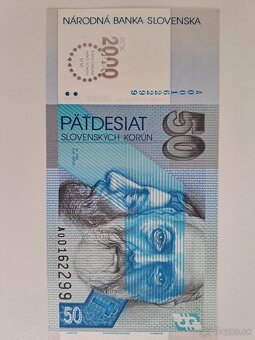 NÁRODNÁ BANKA SLOVENSKA
2000
A00162299
PÄŤDESIAT
SLOVENSKÝCH KORÚN
50
A00162299
50